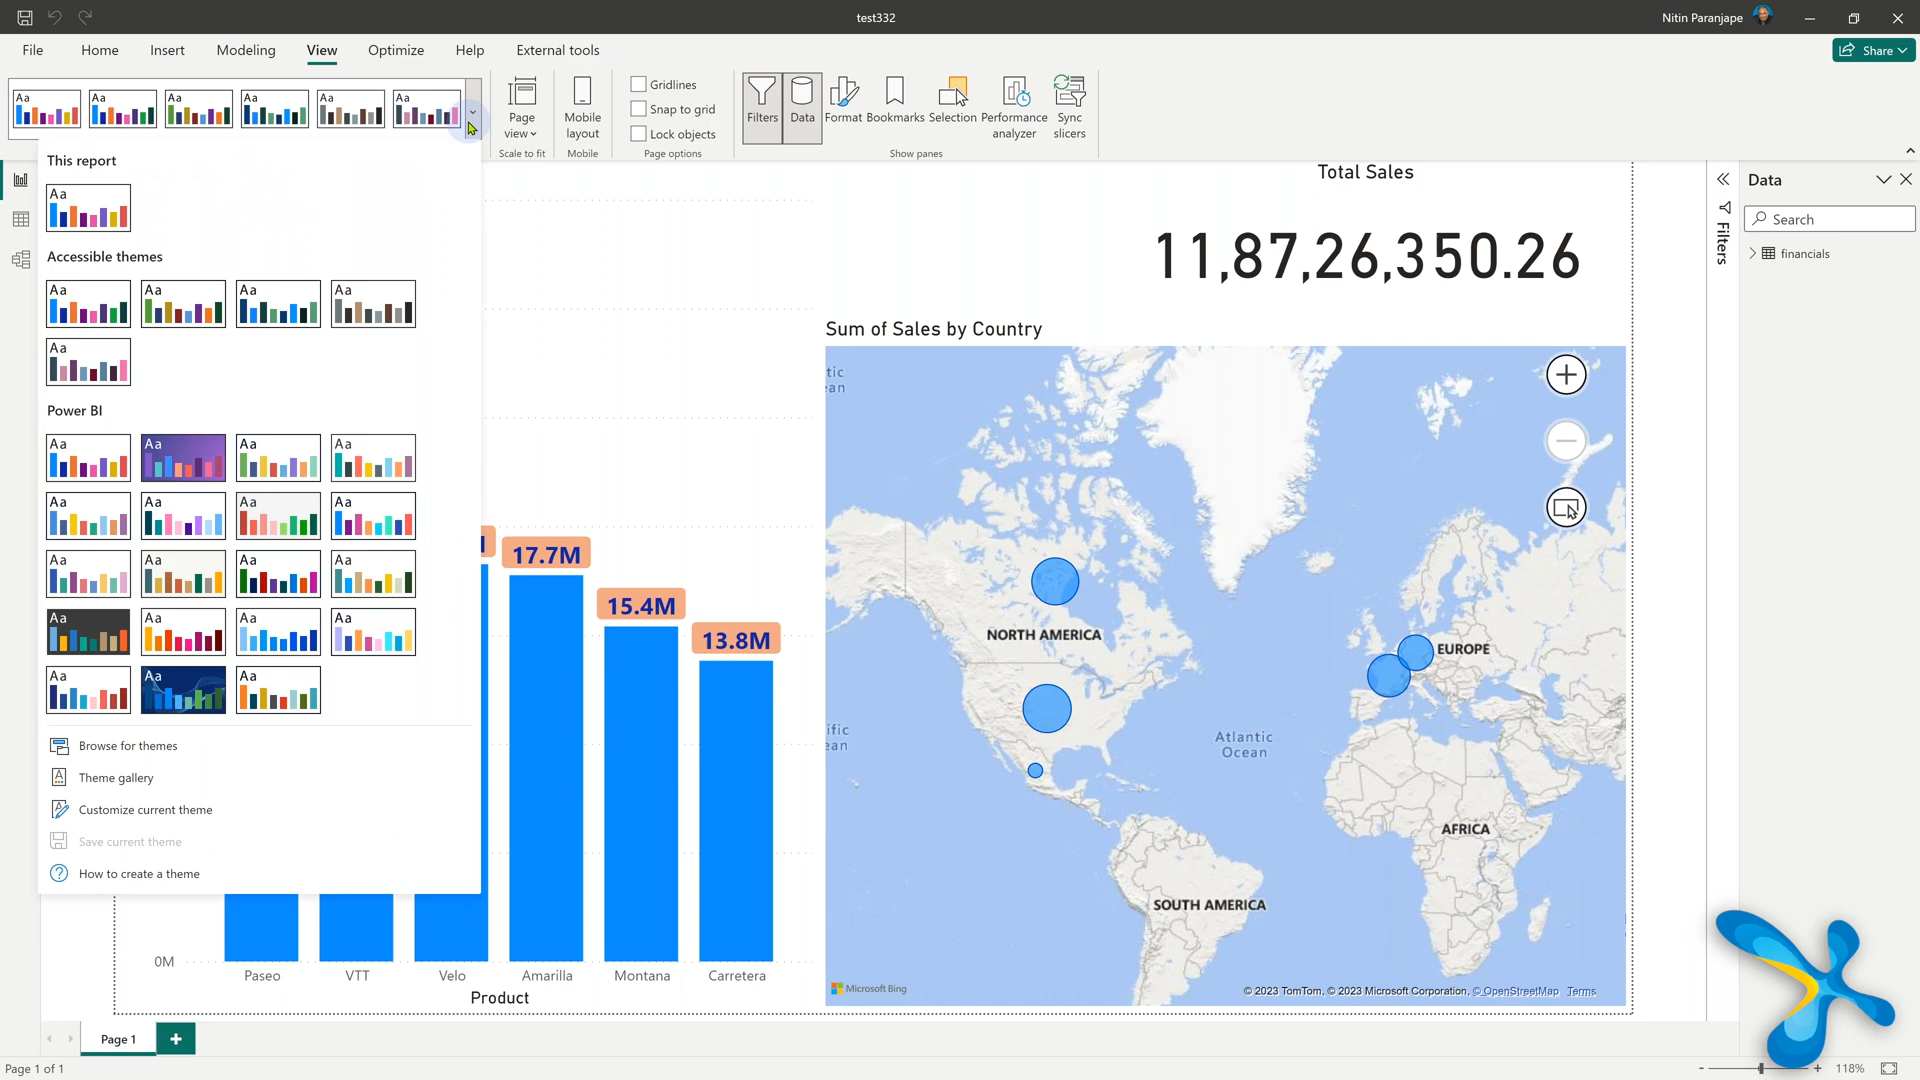 test332
Nitin Paranjape
File Home Insert Modeling View Optimize Help External tools
Share
Aa Aa Aa Aa Aa Aa
Page view
Scale to fit
Mobile layout
Mobile
Gridlines
Snap to grid
Lock objects
Page options
Filters Data Format Bookmarks Selection Performance analyzer Sync slicers
Show panes
This report
Aa
Accessible themes
Aa Aa Aa Aa
Aa
Power BI
Aa Aa Aa Aa
Aa Aa Aa Aa
Aa Aa Aa Aa
Aa Aa Aa Aa
Aa Aa Aa
Browse for themes
Theme gallery
Customize current theme
Save current theme
How to create a theme
17.7M
15.4M
13.8M
0M
Paseo VTT Velo Amarilla Montana Carretera
Product
Total Sales
11,87,26,350.26
Sum of Sales by Country
tic
ean
NORTH AMERICA
EUROPE
ific
ean
Atlantic
Ocean
AFRICA
SOUTH AMERICA
Microsoft Bing
© 2023 TomTom, © 2023 Microsoft Corporation, © OpenStreetMap Terms
Filters
Data
Search
financials
Page 1
Page 1 of 1
118%